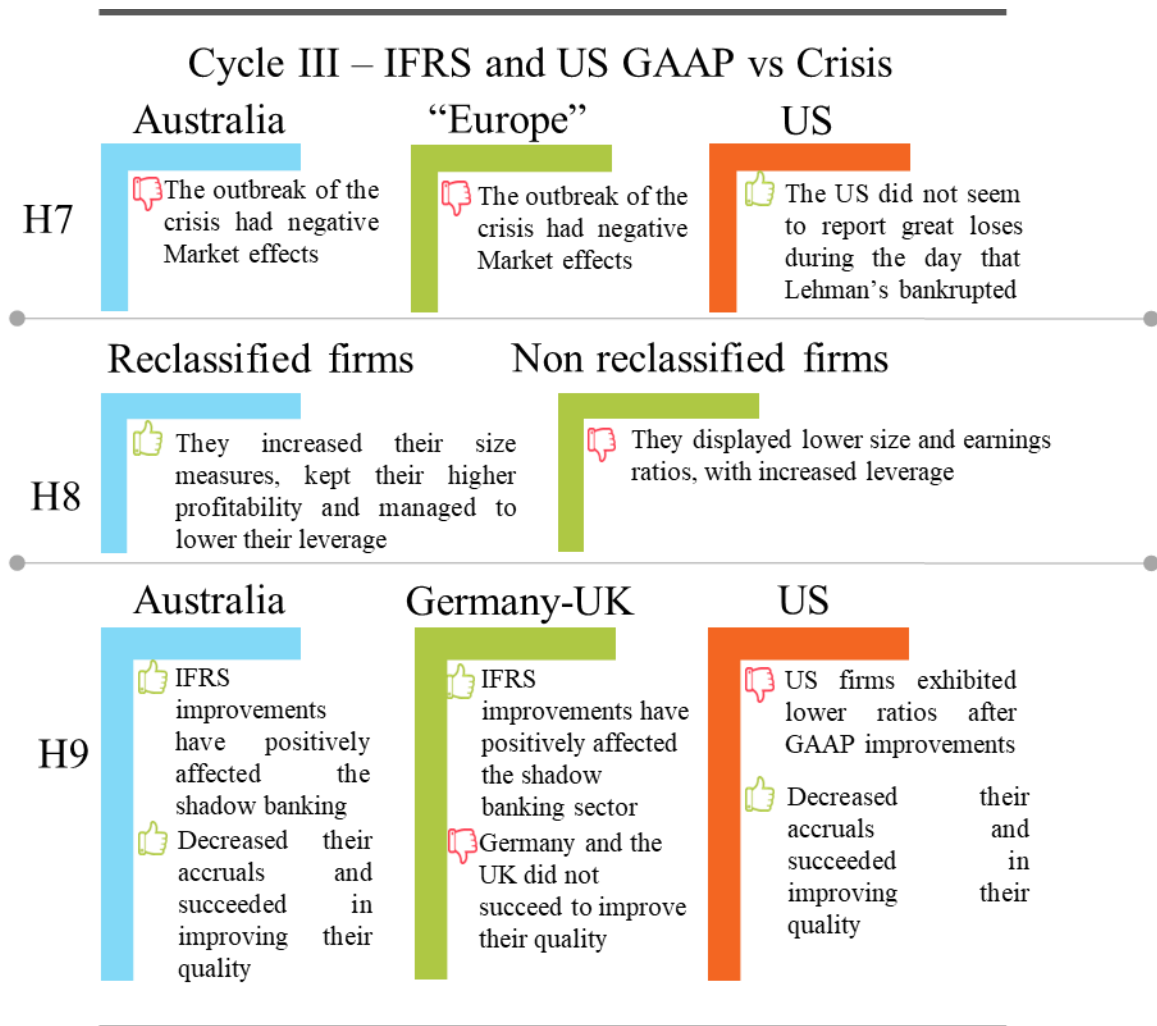 Cycle III – IFRS and US GAAP vs Crisis
Australia
“Europe”
US
H7
The outbreak of the
crisis had negative
Market effects
The outbreak of the
crisis had negative
Market effects
The US did not seem
to report great loses
during the day that
Lehman’s bankrupted
Reclassified firms
Non reclassified firms
H8
They increased their size
measures, kept their higher
profitability and managed to
lower their leverage
They displayed lower size and earnings
ratios, with increased leverage
Australia
Germany-UK
US
H9
IFRS
improvements
have positively
affected the
shadow banking
Decreased their
accruals and
succeeded in
improving their
quality
IFRS
improvements have
positively affected
the shadow
banking sector
Germany and the
UK did not
succeed to improve
their quality
US firms exhibited
lower ratios after
GAAP improvements
Decreased their
accruals and
succeeded in
improving their
quality